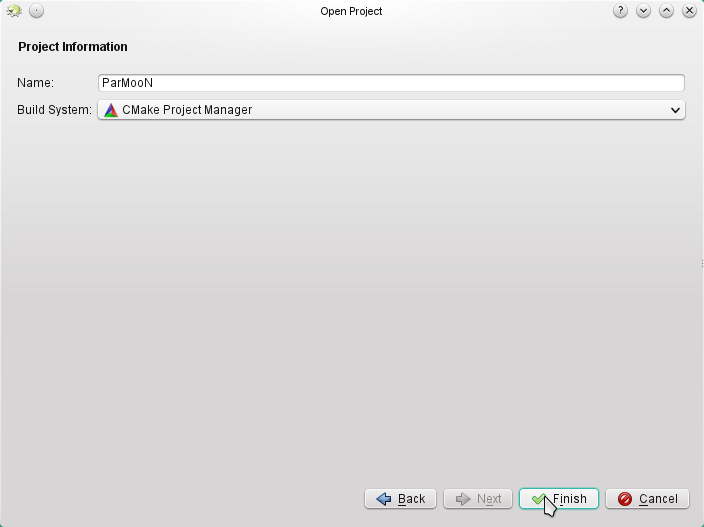 Open Project
Project Information
Name: ParMooN
Build System: CMake Project Manager
Back Next Finish Cancel